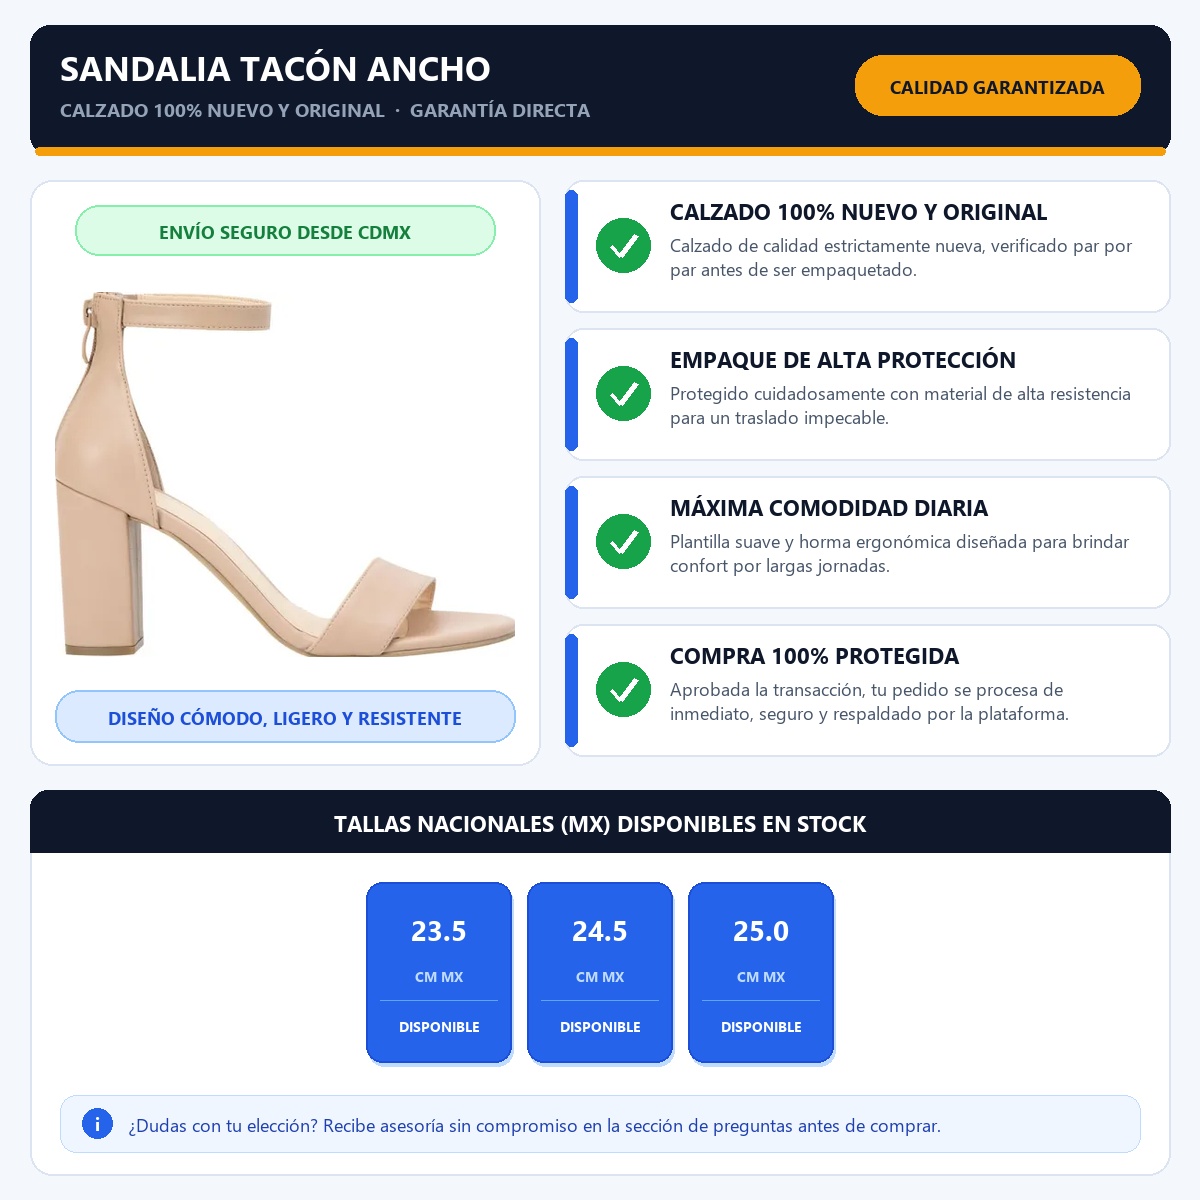 SANDALIA TACÓN ANCHO
CALZADO 100% NUEVO Y ORIGINAL · GARANTÍA DIRECTA
CALIDAD GARANTIZADA
ENVÍO SEGURO DESDE CDMX
DISEÑO CÓMODO, LIGERO Y RESISTENTE
CALZADO 100% NUEVO Y ORIGINAL
Calzado de calidad estrictamente nueva, verificado par por
par antes de ser empaquetado.
EMPAQUE DE ALTA PROTECCIÓN
Protegido cuidadosamente con material de alta resistencia
para un traslado impecable.
MÁXIMA COMODIDAD DIARIA
Plantilla suave y horma ergonómica diseñada para brindar
confort por largas jornadas.
COMPRA 100% PROTEGIDA
Aprobada la transacción, tu pedido se procesa de
inmediato, seguro y respaldado por la plataforma.
TALLAS NACIONALES (MX) DISPONIBLES EN STOCK
23.5
CM MX
DISPONIBLE
24.5
CM MX
DISPONIBLE
25.0
CM MX
DISPONIBLE
¿Dudas con tu elección? Recibe asesoría sin compromiso en la sección de preguntas antes de comprar.